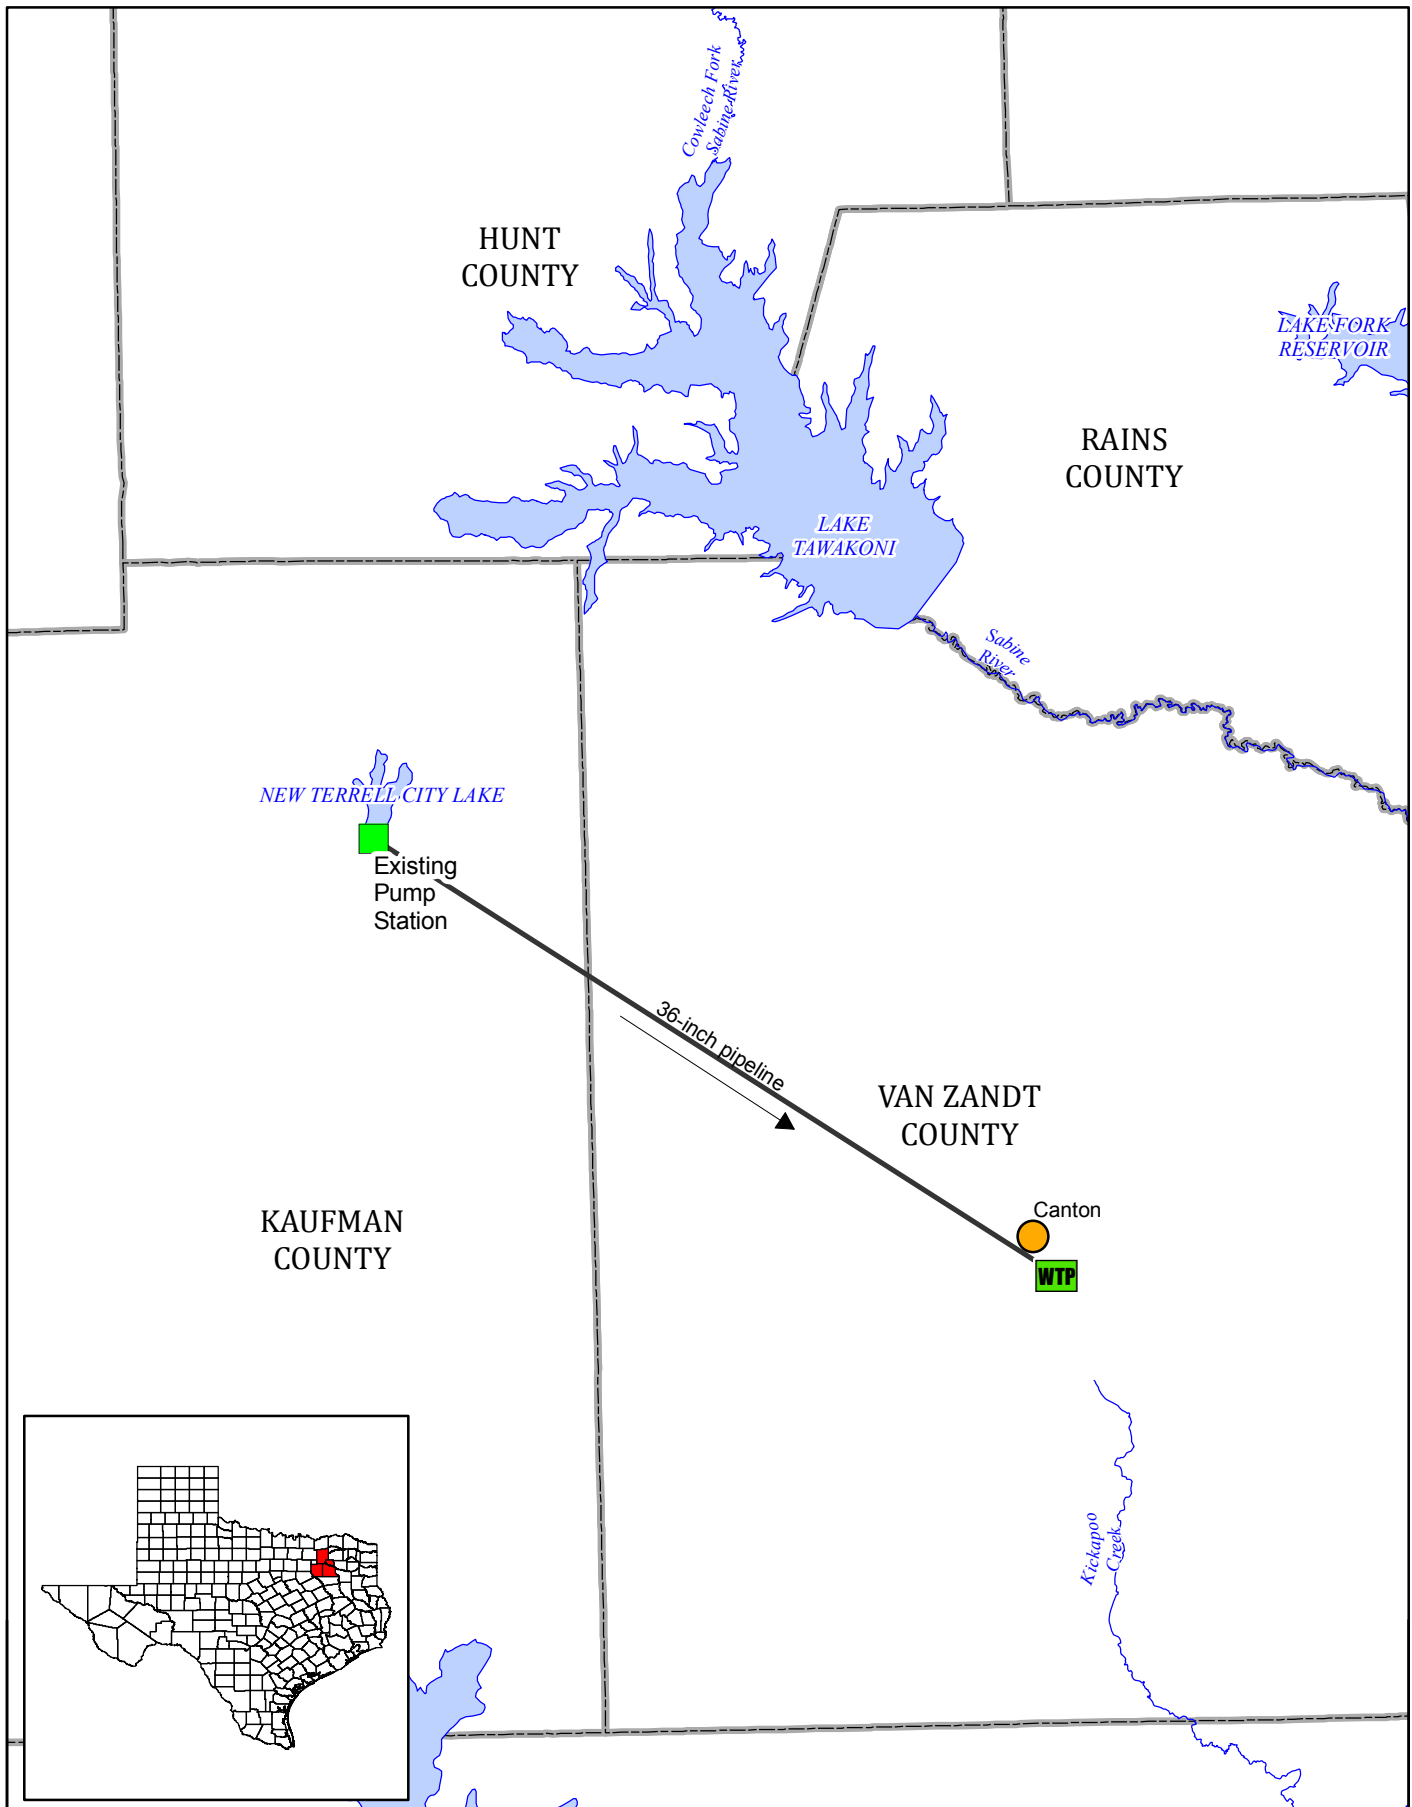 Cowleech Fork
Sabine River
HUNT
COUNTY
LAKE FORK
RESERVOIR
RAINS
COUNTY
LAKE
TAWAKONI
Sabine
River
NEW TERRELL CITY LAKE
Existing
Pump
Station
36-inch pipeline
VAN ZANDT
COUNTY
Canton
WTP
KAUFMAN
COUNTY
Kickapoo
Creek